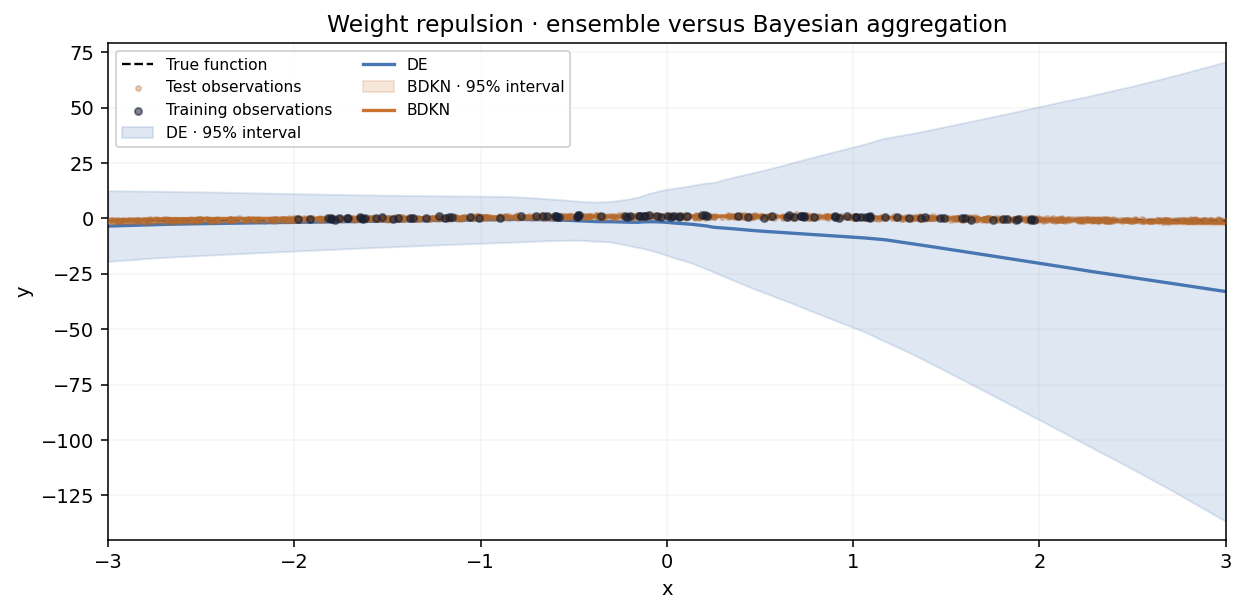 Weight repulsion · ensemble versus Bayesian aggregation
True function
Test observations
Training observations
DE · 95% interval
DE
BDKN · 95% interval
BDKN
75
50
25
0
−25
−50
−75
−100
−125
y
−3 −2 −1 0 1 2 3
x